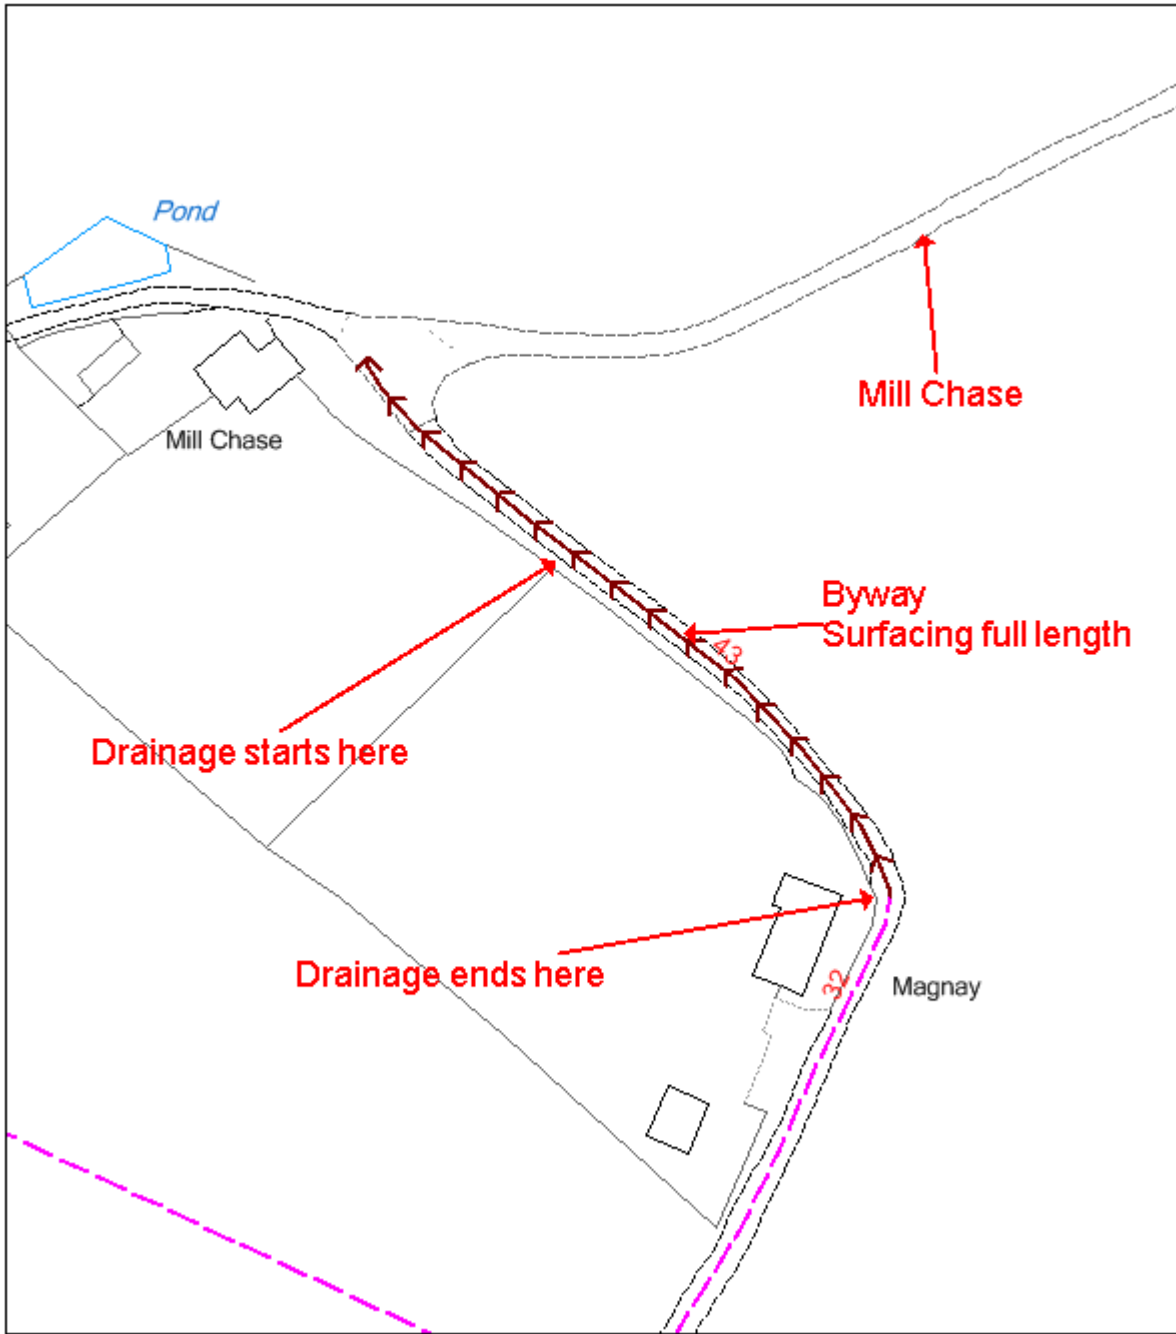 Pond
Mill Chase
Mill Chase
Byway
Surfacing full length
43
Drainage starts here
Drainage ends here
32
Magnay